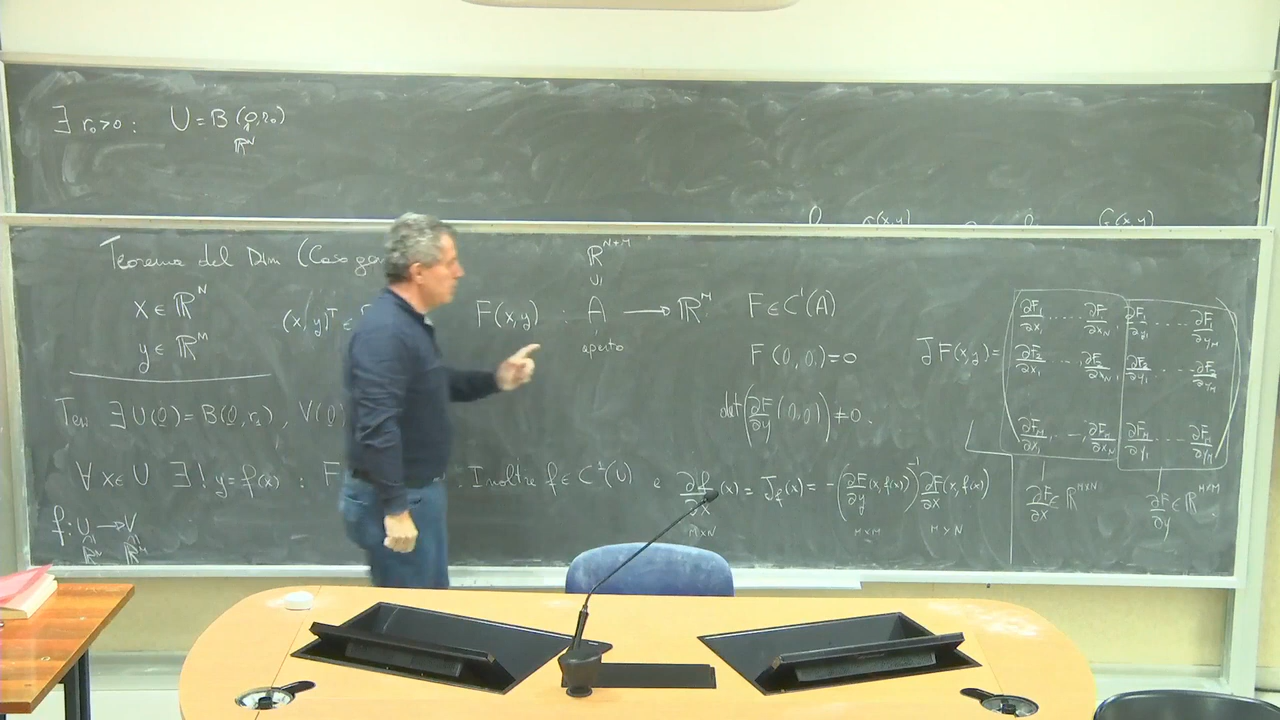 ∃ r₀>0 : U = B(0,r₀)
ℝᴺ
G(x,y) G(x,y)
Teorema del Dini (Caso
x ∈ ℝᴺ
y ∈ ℝᴹ
(x,y)ᵀ ∈
F(x,y) : A → ℝᴹ
ℝᴺ⁺ᴹ
∪ı
aperto
F ∈ C¹(A)
F(0,0)=0
det(∂F/∂y (0,0)) ≠ 0.
JF(x,y) =
∂F₁/∂x₁ ... ∂F₁/∂x_N ∂F₁/∂y₁ ... ∂F₁/∂y_M
∂F₂/∂x₁ ... ∂F₂/∂x_N ∂F₂/∂y₁ ... ∂F₂/∂y_M
∂F_M/∂x₁ ... ∂F_M/∂x_N ∂F_M/∂y₁ ... ∂F_M/∂y_M
∂F/∂x ∈ ℝᴹˣᴺ ∂F/∂y ∈ ℝᴹˣᴹ
∃ U(0) = B(0,r₀), V(0)
∀ x∈U ∃! y=f(x) : F . Inoltre f∈C¹(U) e ∂f/∂x (x) = J_f(x) = -(∂F/∂y (x,f(x)))⁻¹ ∂F/∂x (x,f(x))
M×N M×M M×N
f: U → V
ℝᴺ ℝᴹ